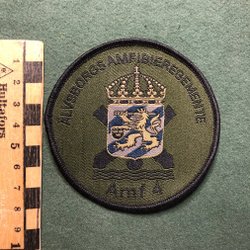 Hultafors
ÄLVSBORGS AMFIBIEREGEMENTE
Amf 4